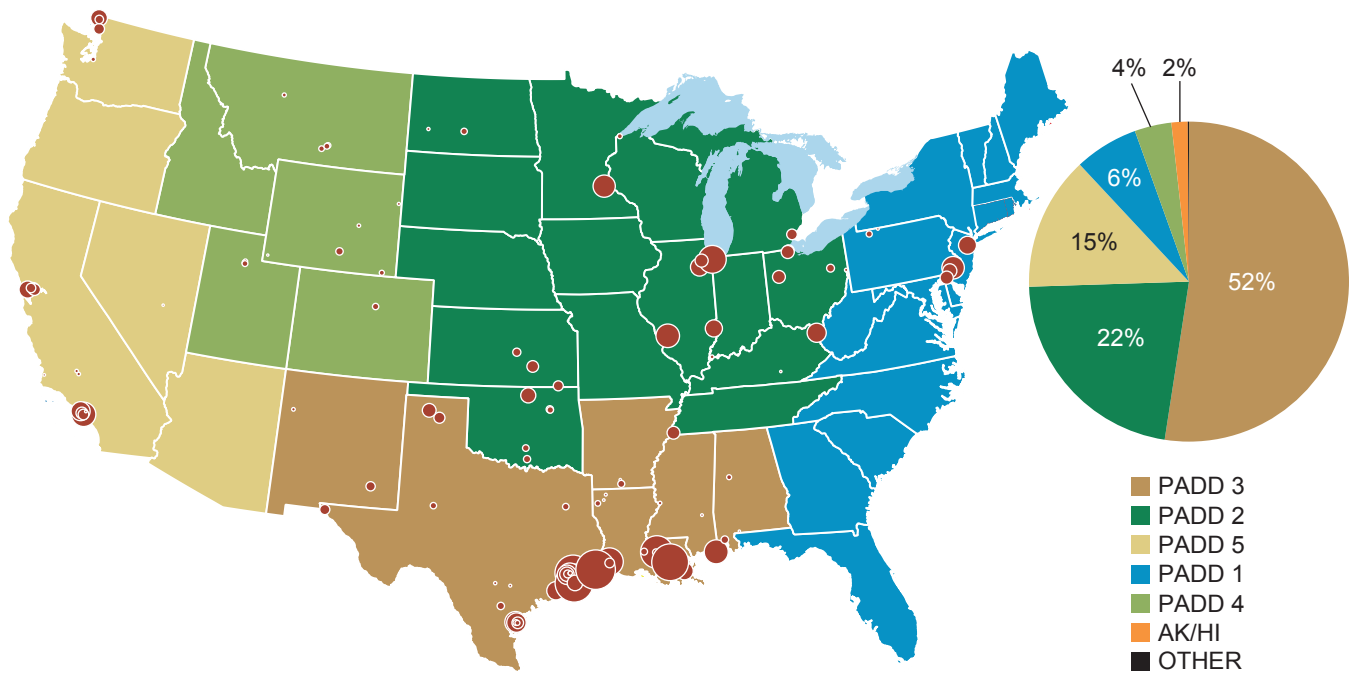 4% 2%
6%
15%
52%
22%
PADD 3
PADD 2
PADD 5
PADD 1
PADD 4
AK/HI
OTHER